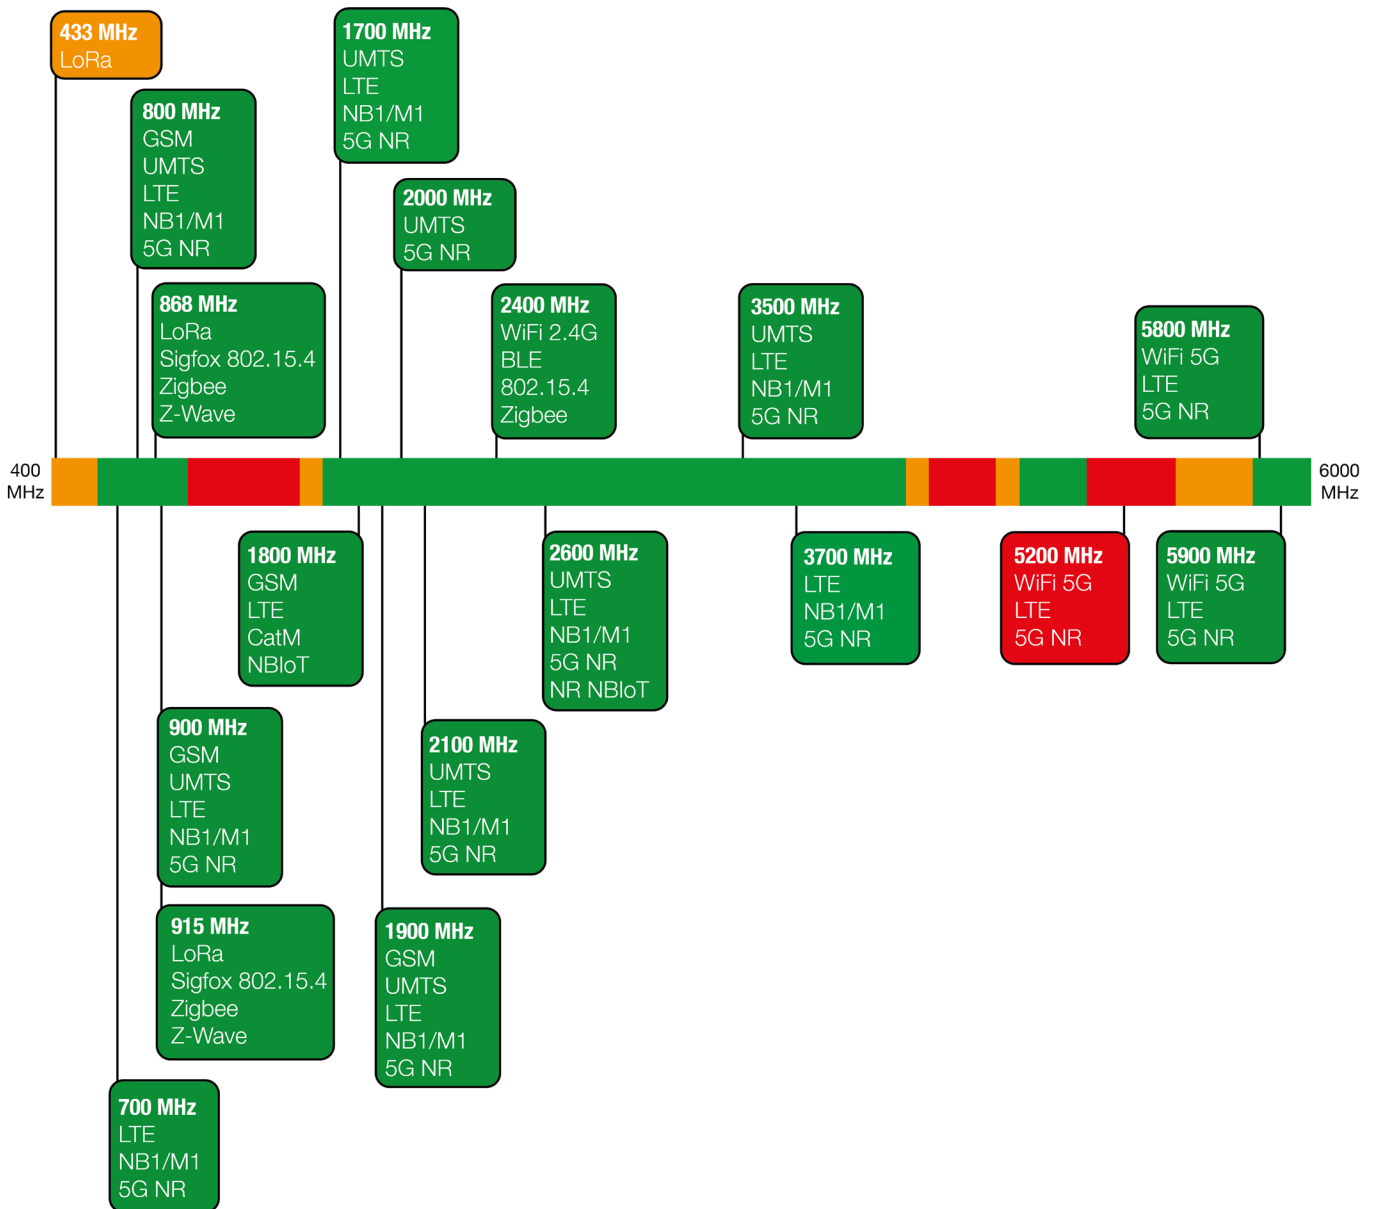 433 MHz
LoRa
800 MHz
GSM
UMTS
LTE
NB1/M1
5G NR
868 MHz
LoRa
Sigfox 802.15.4
Zigbee
Z-Wave
1700 MHz
UMTS
LTE
NB1/M1
5G NR
2000 MHz
UMTS
5G NR
2400 MHz
WiFi 2.4G
BLE
802.15.4
Zigbee
3500 MHz
UMTS
LTE
NB1/M1
5G NR
5800 MHz
WiFi 5G
LTE
5G NR
400
MHz
6000
MHz
1800 MHz
GSM
LTE
CatM
NBIoT
2600 MHz
UMTS
LTE
NB1/M1
5G NR
NR NBIoT
3700 MHz
LTE
NB1/M1
5G NR
5200 MHz
WiFi 5G
LTE
5G NR
5900 MHz
WiFi 5G
LTE
5G NR
900 MHz
GSM
UMTS
LTE
NB1/M1
5G NR
2100 MHz
UMTS
LTE
NB1/M1
5G NR
915 MHz
LoRa
Sigfox 802.15.4
Zigbee
Z-Wave
1900 MHz
GSM
UMTS
LTE
NB1/M1
5G NR
700 MHz
LTE
NB1/M1
5G NR